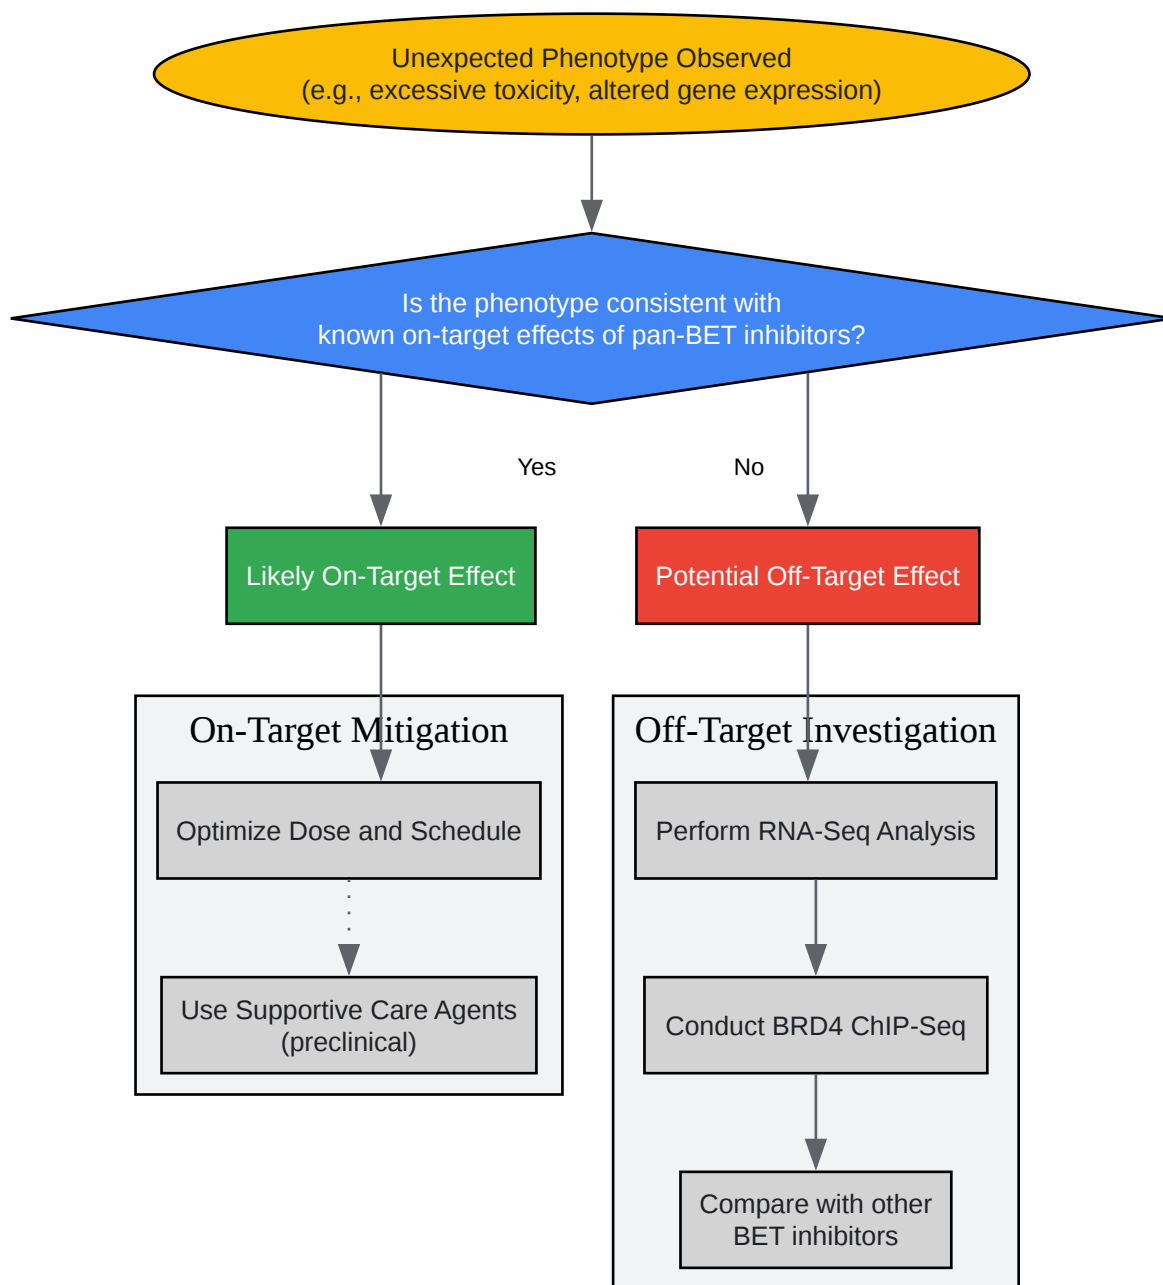 Unexpected Phenotype Observed
(e.g., excessive toxicity, altered gene expression)
Is the phenotype consistent with
known on-target effects of pan-BET inhibitors?
Yes
No
Likely On-Target Effect
Potential Off-Target Effect
On-Target Mitigation
Off-Target Investigation
Optimize Dose and Schedule
Perform RNA-Seq Analysis
Use Supportive Care Agents
(preclinical)
Conduct BRD4 ChIP-Seq
Compare with other
BET inhibitors